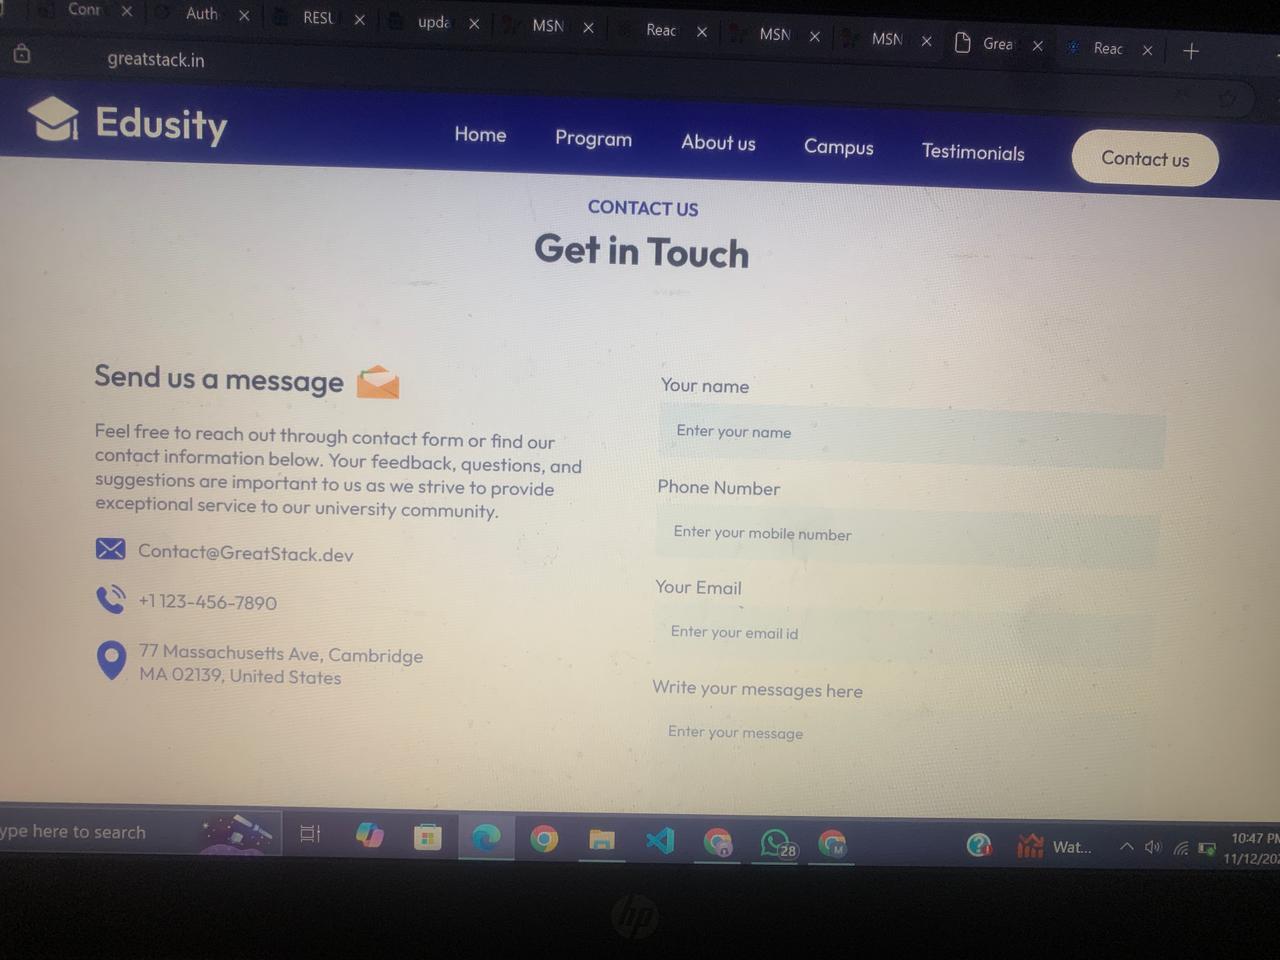 Conr
Auth
RESU
upda
MSN
Reac
MSN
MSN
Grea
Reac
greatstack.in
Edusity
Home
Program
About us
Campus
Testimonials
Contact us
CONTACT US
Get in Touch
Send us a message
Feel free to reach out through contact form or find our
contact information below. Your feedback, questions, and
suggestions are important to us as we strive to provide
exceptional service to our university community.
Contact@GreatStack.dev
+1 123-456-7890
77 Massachusetts Ave, Cambridge
MA 02139, United States
Your name
Enter your name
Phone Number
Enter your mobile number
Your Email
Enter your email id
Write your messages here
Enter your message
ype here to search
28
M
Wat...
10:47 PM
11/12/202
hp